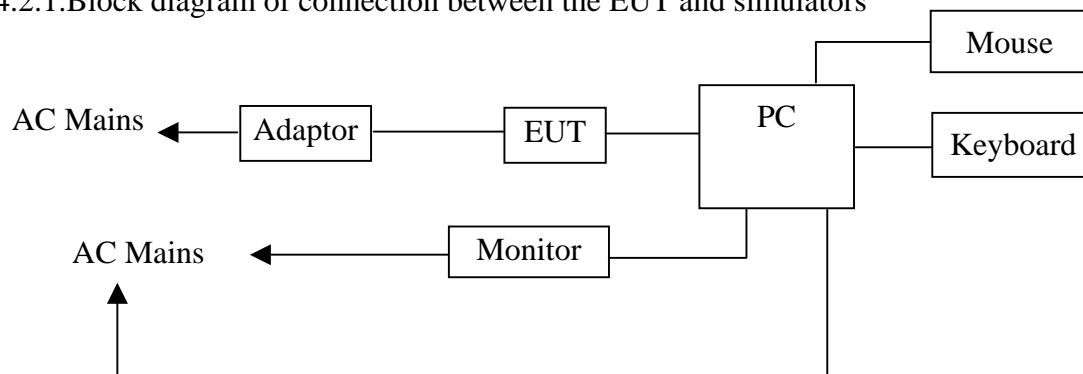 4.2.1.Block diagram of connection between the EUT and simulators
Mouse
AC Mains
Adaptor
EUT
PC
Keyboard
AC Mains
Monitor